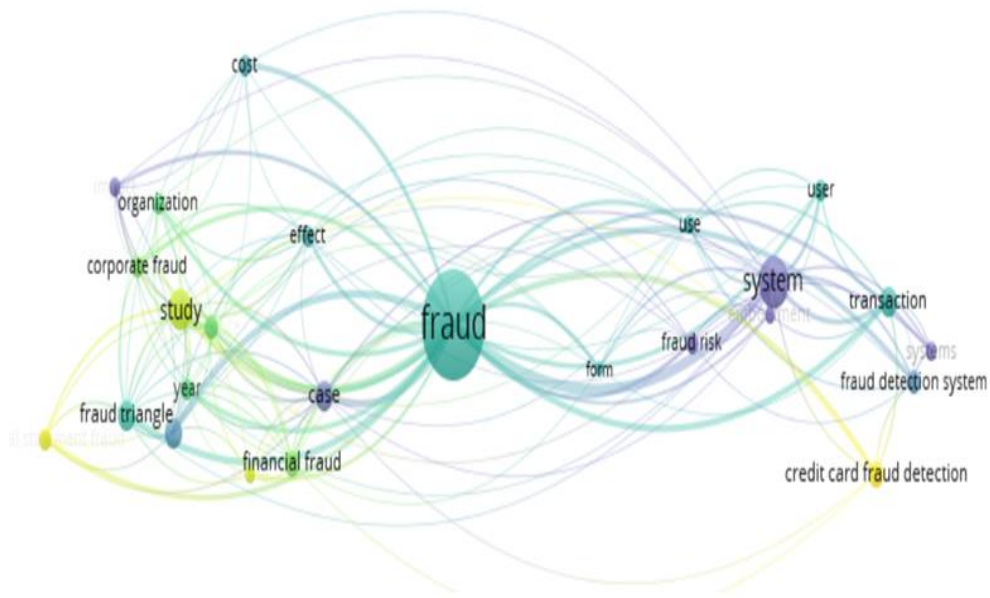 cost
user
organization
use
effect
corporate fraud
system
transaction
study
fraud
fraud risk
systems
form
fraud detection system
year
case
fraud triangle
financial fraud
credit card fraud detection